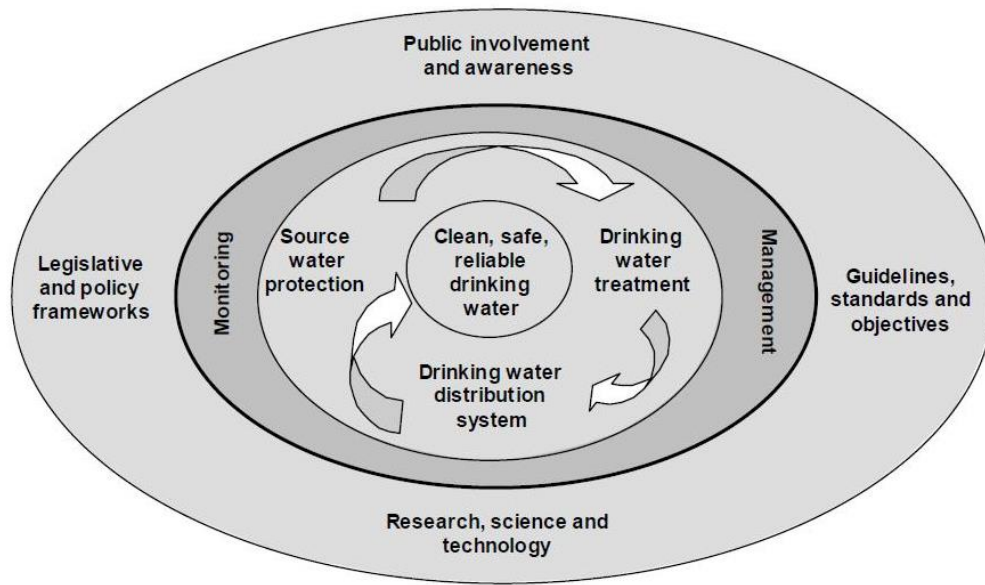 Public involvement
and awareness
Legislative
and policy
frameworks
Monitoring
Source
water
protection
Clean, safe,
reliable
drinking
water
Drinking
water
treatment
Management
Guidelines,
standards and
objectives
Drinking water
distribution
system
Research, science and
technology